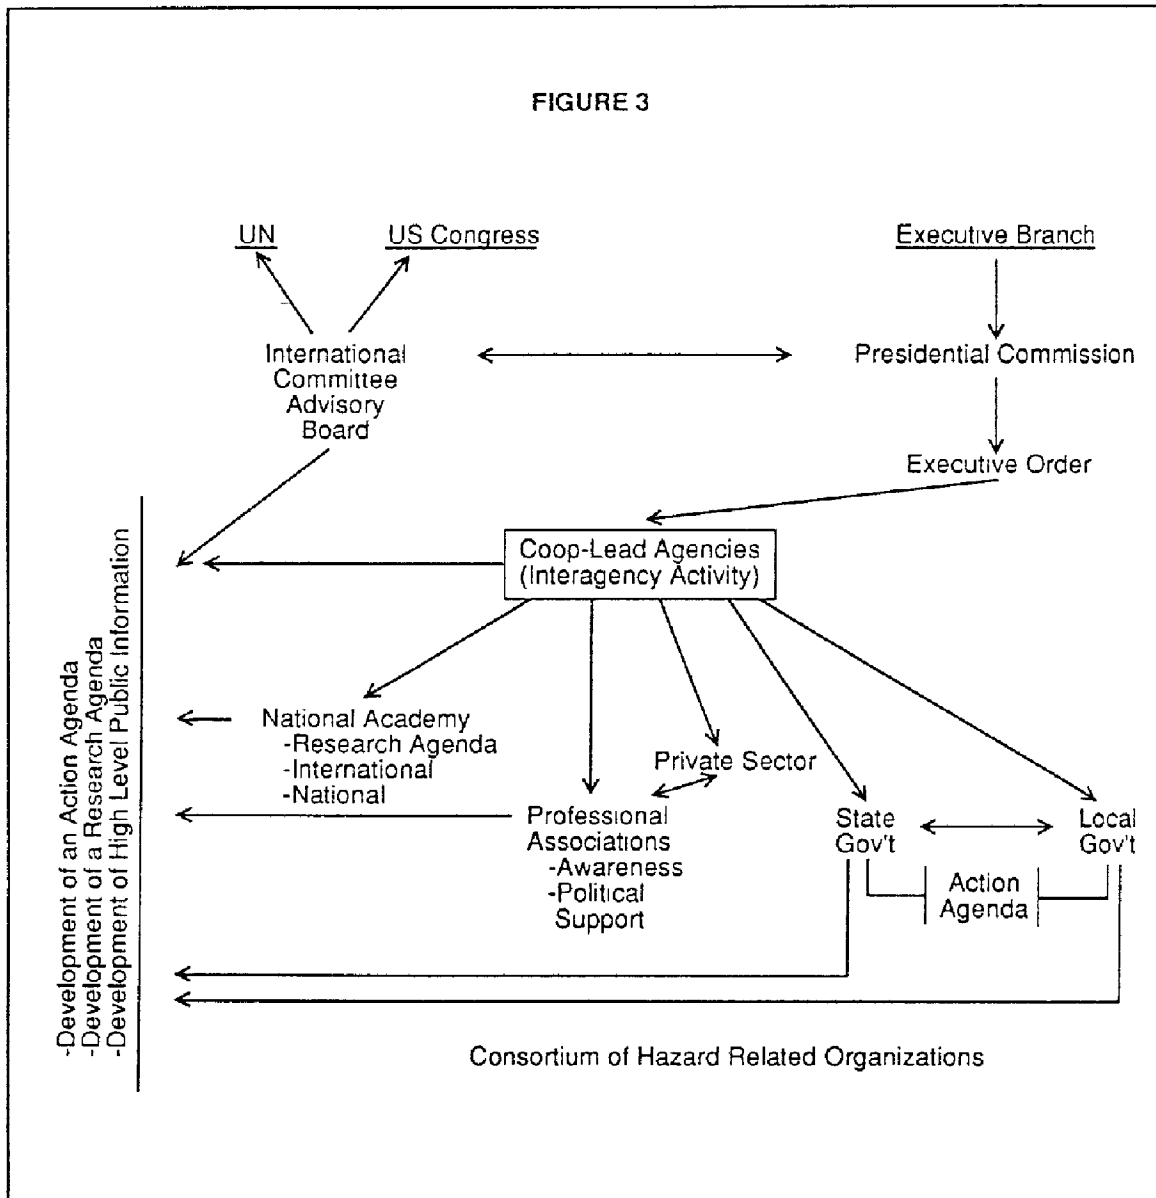 FIGURE 3
UN
US Congress
Executive Branch
International
Committee
Advisory
Board
Presidential Commission
Executive Order
Coop-Lead Agencies
(Interagency Activity)
-Development of an Action Agenda
-Development of a Research Agenda
-Development of High Level Public Information
National Academy
-Research Agenda
-International
-National
Private Sector
Professional
Associations
-Awareness
-Political
Support
State
Gov't
Local
Gov't
Action
Agenda
Consortium of Hazard Related Organizations